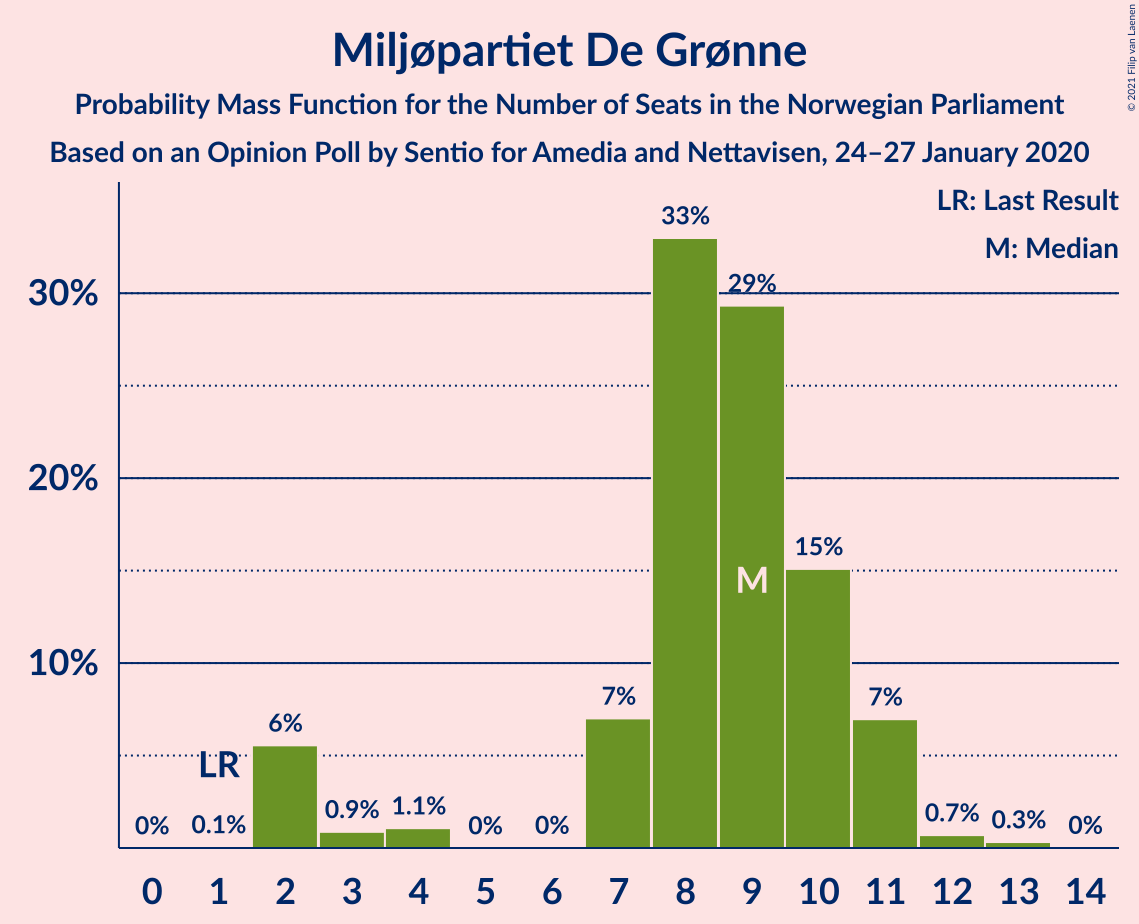 Miljøpartiet De Grønne
Probability Mass Function for the Number of Seats in the Norwegian Parliament
Based on an Opinion Poll by Sentio for Amedia and Nettavisen, 24–27 January 2020
© 2021 Filip van Laenen
LR: Last Result
M: Median
33%
30%
29%
20%
15%
M
10%
7%
7%
6%
LR
0%
0.1%
0.9%
1.1%
0%
0%
0.7%
0.3%
0%
0 1 2 3 4 5 6 7 8 9 10 11 12 13 14